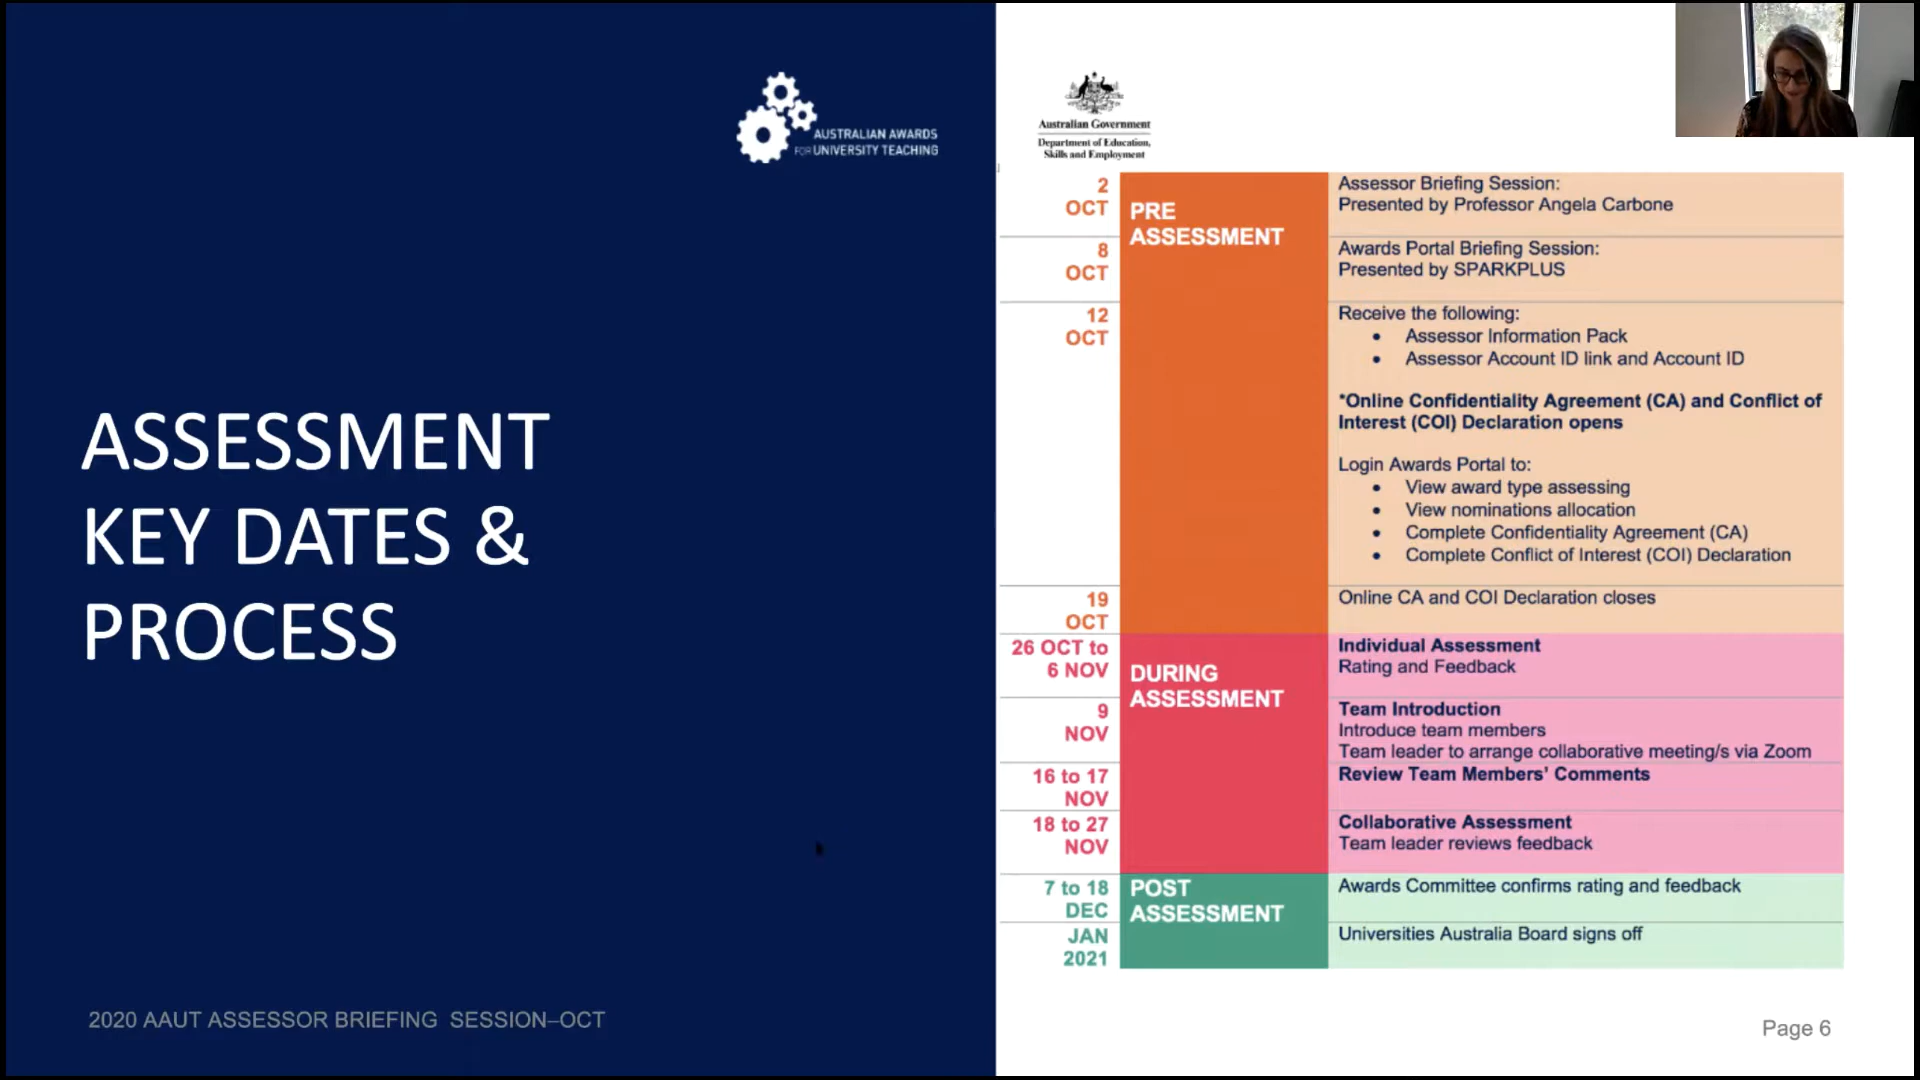 AUSTRALIAN AWARDS
FOR UNIVERSITY TEACHING
ASSESSMENT
KEY DATES &
PROCESS
2020 AAUT ASSESSOR BRIEFING SESSION–OCT
Australian Government
Department of Education,
Skills and Employment
2
OCT
PRE
ASSESSMENT
Assessor Briefing Session:
Presented by Professor Angela Carbone
8
OCT
Awards Portal Briefing Session:
Presented by SPARKPLUS
12
OCT
Receive the following:
• Assessor Information Pack
• Assessor Account ID link and Account ID
*Online Confidentiality Agreement (CA) and Conflict of
Interest (COI) Declaration opens
Login Awards Portal to:
• View award type assessing
• View nominations allocation
• Complete Confidentiality Agreement (CA)
• Complete Conflict of Interest (COI) Declaration
19
OCT
Online CA and COI Declaration closes
26 OCT to
6 NOV
DURING
ASSESSMENT
Individual Assessment
Rating and Feedback
9
NOV
Team Introduction
Introduce team members
Team leader to arrange collaborative meeting/s via Zoom
16 to 17
NOV
Review Team Members' Comments
18 to 27
NOV
Collaborative Assessment
Team leader reviews feedback
7 to 18
DEC
POST
ASSESSMENT
Awards Committee confirms rating and feedback
JAN
2021
Universities Australia Board signs off
Page 6